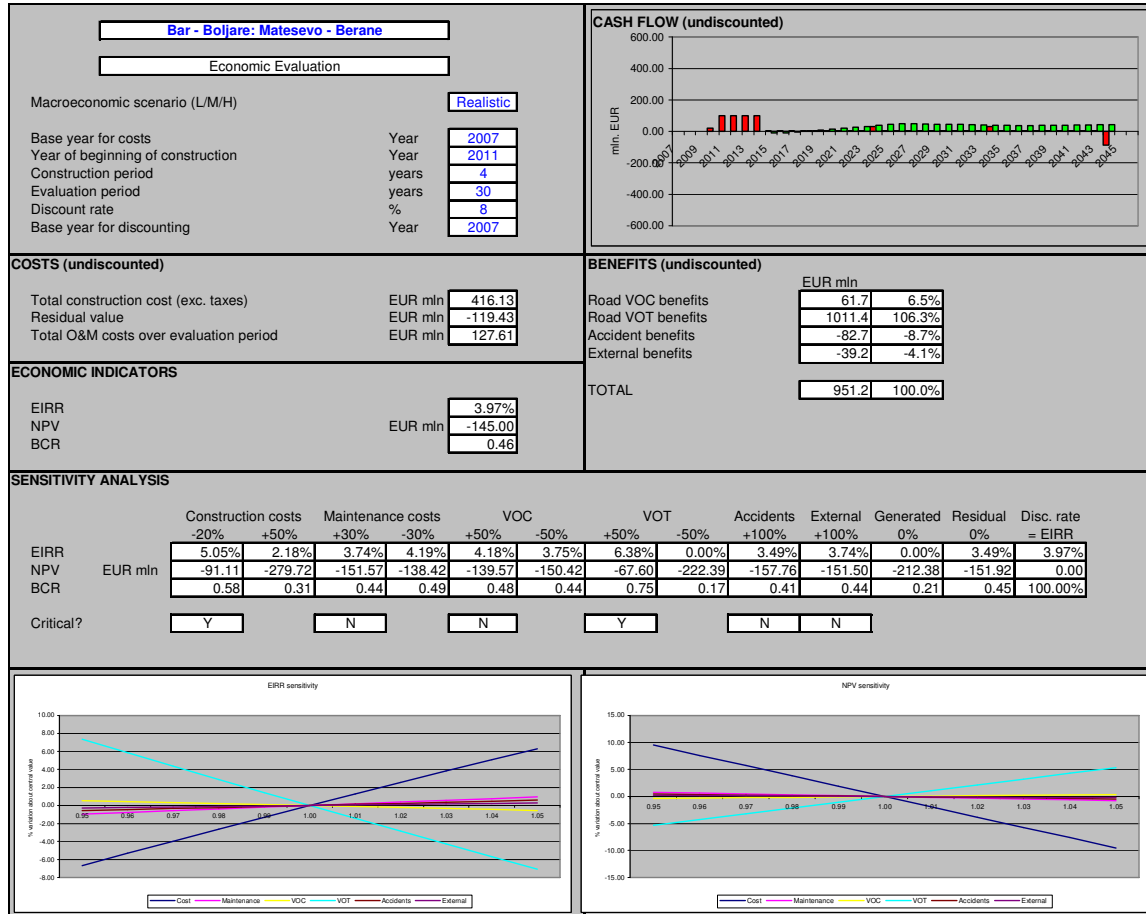 Bar - Boljare: Matesevo - Berane
Economic Evaluation
Macroeconomic scenario (L/M/H) Realistic
Base year for costs Year 2007
Year of beginning of construction Year 2011
Construction period years 4
Evaluation period years 30
Discount rate % 8
Base year for discounting Year 2007
CASH FLOW (undiscounted)
mln. EUR
600.00
400.00
200.00
0.00
-200.00
-400.00
-600.00
2007 2009 2011 2013 2015 2017 2019 2021 2023 2025 2027 2029 2031 2033 2035 2037 2039 2041 2043 2045
COSTS (undiscounted)
Total construction cost (exc. taxes) EUR mln 416.13
Residual value EUR mln -119.43
Total O&M costs over evaluation period EUR mln 127.61
BENEFITS (undiscounted)
EUR mln
Road VOC benefits 61.7 6.5%
Road VOT benefits 1011.4 106.3%
Accident benefits -82.7 -8.7%
External benefits -39.2 -4.1%
TOTAL 951.2 100.0%
ECONOMIC INDICATORS
EIRR 3.97%
NPV EUR mln -145.00
BCR 0.46
SENSITIVITY ANALYSIS
Construction costs Maintenance costs VOC VOT Accidents External Generated Residual Disc. rate
-20% +50% +30% -30% +50% -50% +50% -50% +100% +100% 0% 0% = EIRR
EIRR 5.05% 2.18% 3.74% 4.19% 4.18% 3.75% 6.38% 0.00% 3.49% 3.74% 0.00% 3.49% 3.97%
NPV EUR mln -91.11 -279.72 -151.57 -138.42 -139.57 -150.42 -67.60 -222.39 -157.76 -151.50 -212.38 -151.92 0.00
BCR 0.58 0.31 0.44 0.49 0.48 0.44 0.75 0.17 0.41 0.44 0.21 0.45 100.00%
Critical? Y N N Y N N
EIRR sensitivity
% variation about central value
10.00
8.00
6.00
4.00
2.00
0.00
-2.00
-4.00
-6.00
-8.00
0.95 0.96 0.97 0.98 0.99 1.00 1.01 1.02 1.03 1.04 1.05
Cost Maintenance VOC VOT Accidents External
NPV sensitivity
% variation about central value
15.00
10.00
5.00
0.00
-5.00
-10.00
-15.00
0.95 0.96 0.97 0.98 0.99 1.00 1.01 1.02 1.03 1.04 1.05
Cost Maintenance VOC VOT Accidents External